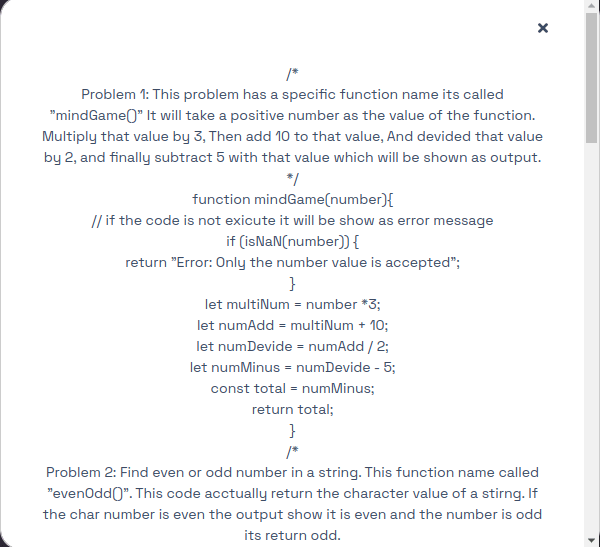 /*
Problem 1: This problem has a specific function name its called
"mindGame()" It will take a positive number as the value of the function.
Multiply that value by 3, Then add 10 to that value, And devided that value
by 2, and finally subtract 5 with that value which will be shown as output.
*/
function mindGame(number){
// if the code is not exicute it will be show as error message
if (isNaN(number)) {
return "Error: Only the number value is accepted";
}
let multiNum = number *3;
let numAdd = multiNum + 10;
let numDevide = numAdd / 2;
let numMinus = numDevide - 5;
const total = numMinus;
return total;
}
/*
Problem 2: Find even or odd number in a string. This function name called
"evenOdd()". This code acctually return the character value of a stirng. If
the char number is even the output show it is even and the number is odd
its return odd.